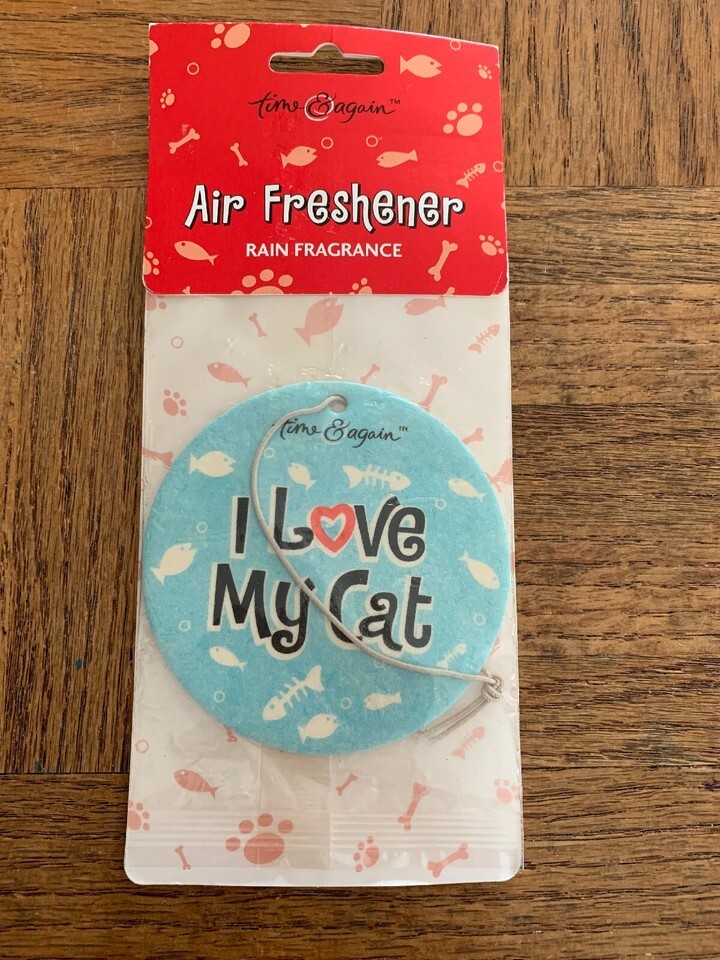 time & again™
Air Freshener
RAIN FRAGRANCE
time & again™
I Love
My Cat